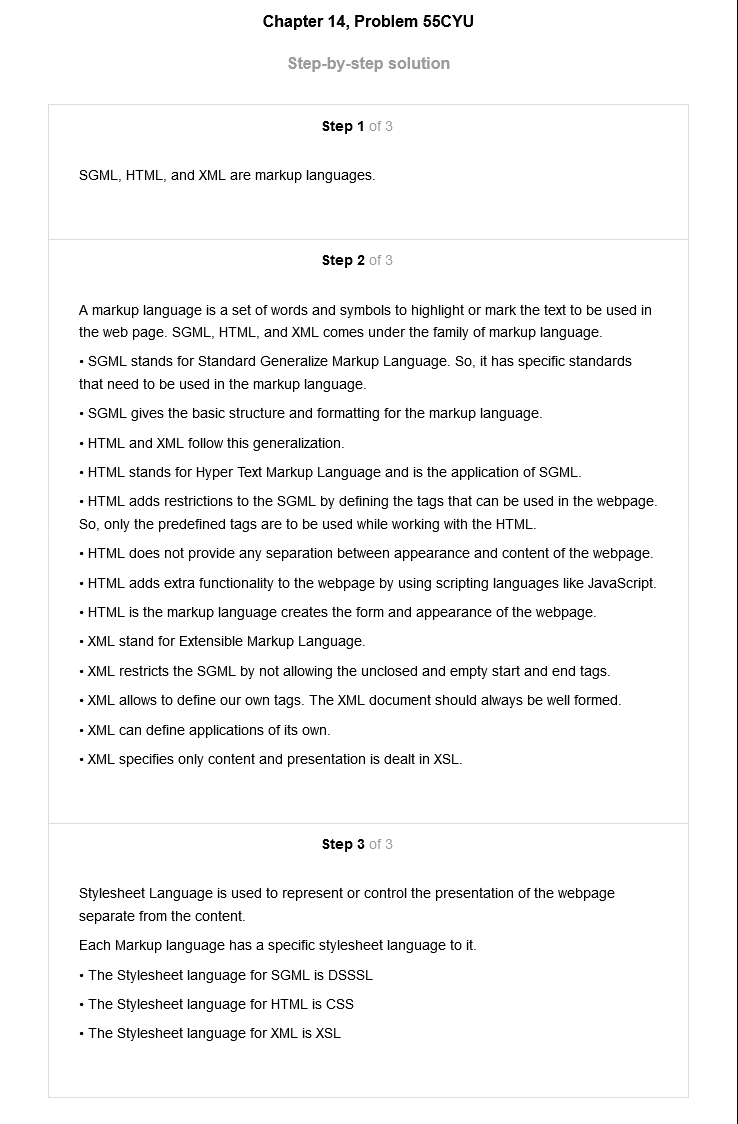 Chapter 14, Problem 55CYU
Step-by-step solution
Step 1 of 3
SGML, HTML, and XML are markup languages.
Step 2 of 3
A markup language is a set of words and symbols to highlight or mark the text to be used in
the web page. SGML, HTML, and XML comes under the family of markup language.
• SGML stands for Standard Generalize Markup Language. So, it has specific standards
that need to be used in the markup language.
• SGML gives the basic structure and formatting for the markup language.
• HTML and XML follow this generalization.
• HTML stands for Hyper Text Markup Language and is the application of SGML.
• HTML adds restrictions to the SGML by defining the tags that can be used in the webpage.
So, only the predefined tags are to be used while working with the HTML.
• HTML does not provide any separation between appearance and content of the webpage.
• HTML adds extra functionality to the webpage by using scripting languages like JavaScript.
• HTML is the markup language creates the form and appearance of the webpage.
• XML stand for Extensible Markup Language.
• XML restricts the SGML by not allowing the unclosed and empty start and end tags.
• XML allows to define our own tags. The XML document should always be well formed.
• XML can define applications of its own.
• XML specifies only content and presentation is dealt in XSL.
Step 3 of 3
Stylesheet Language is used to represent or control the presentation of the webpage
separate from the content.
Each Markup language has a specific stylesheet language to it.
• The Stylesheet language for SGML is DSSSL
• The Stylesheet language for HTML is CSS
• The Stylesheet language for XML is XSL